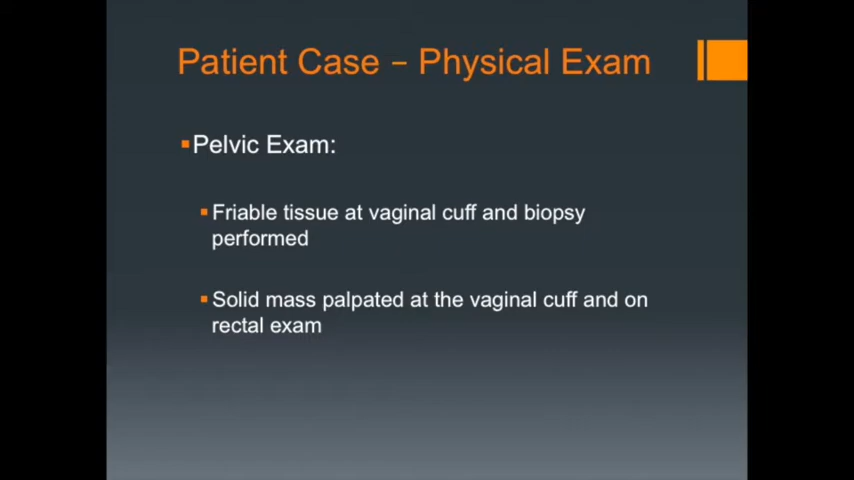 Patient Case – Physical Exam
Pelvic Exam:
Friable tissue at vaginal cuff and biopsy
performed
Solid mass palpated at the vaginal cuff and on
rectal exam